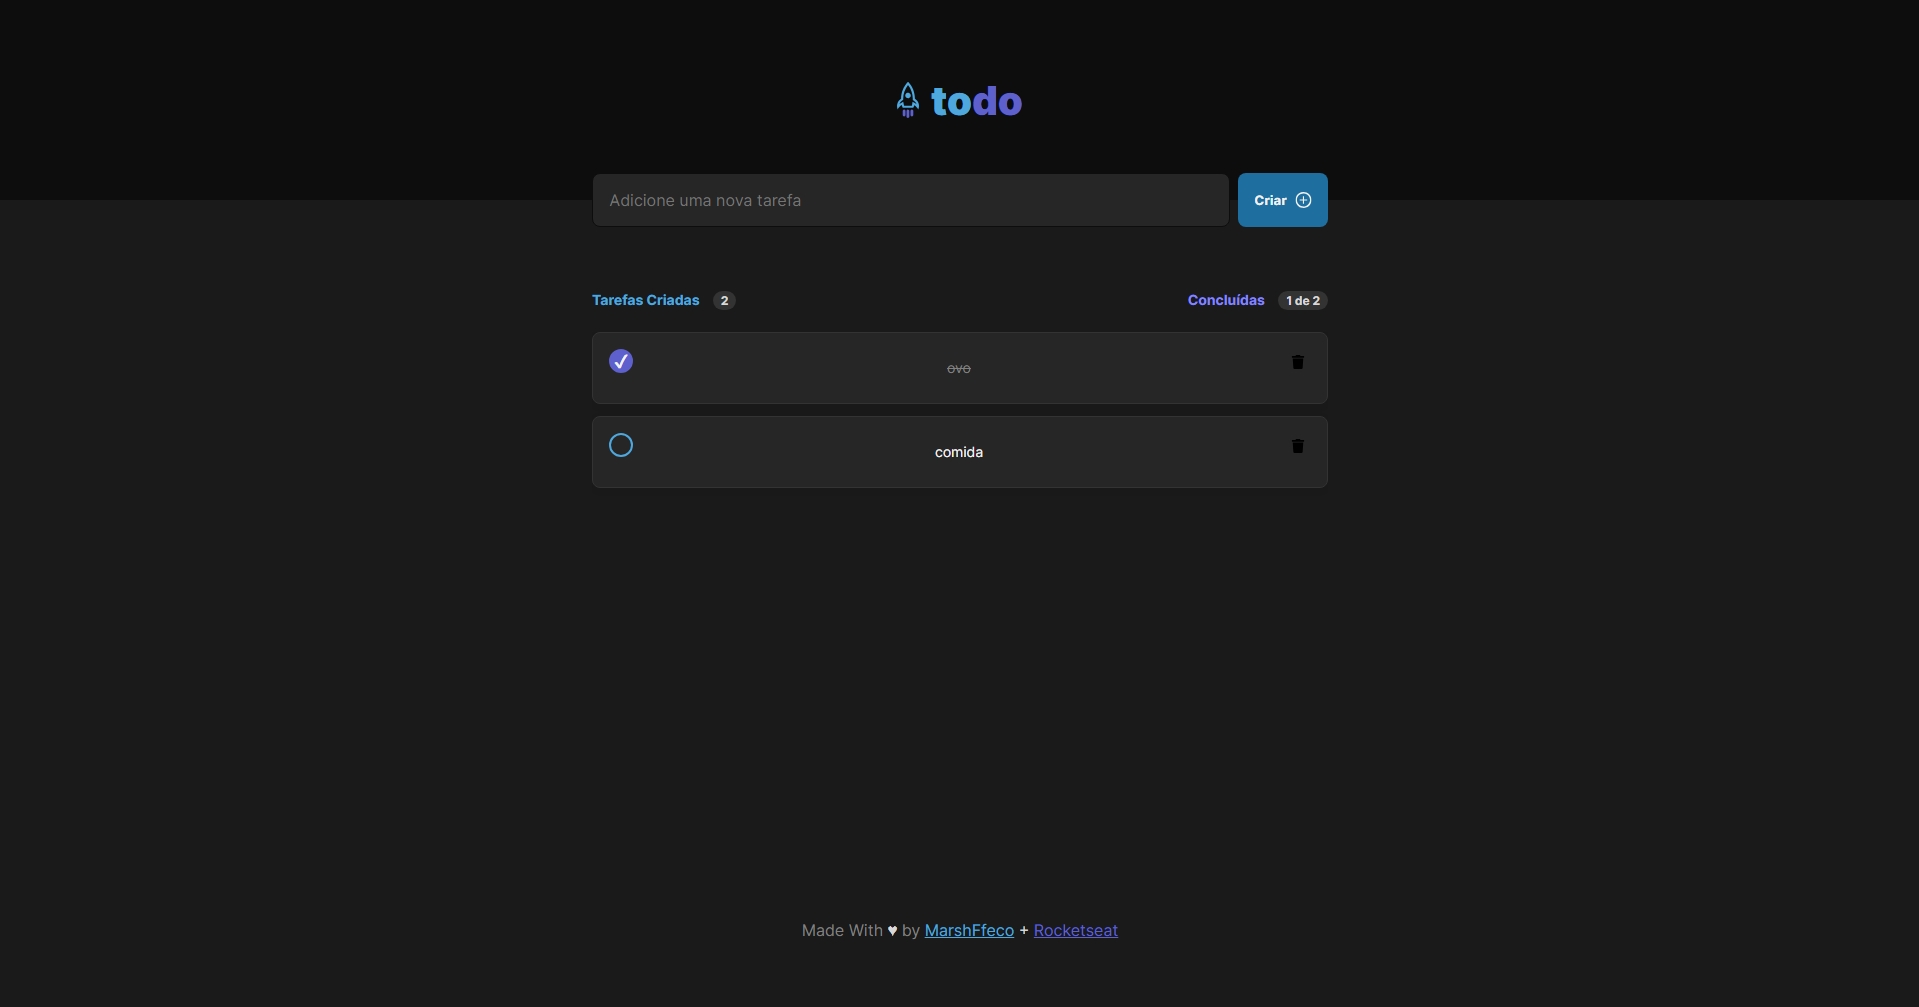 todo
Adicione uma nova tarefa
Criar
Tarefas Criadas 2
Concluídas 1 de 2
ovo
comida
Made With ♥ by MarshFfeco + Rocketseat